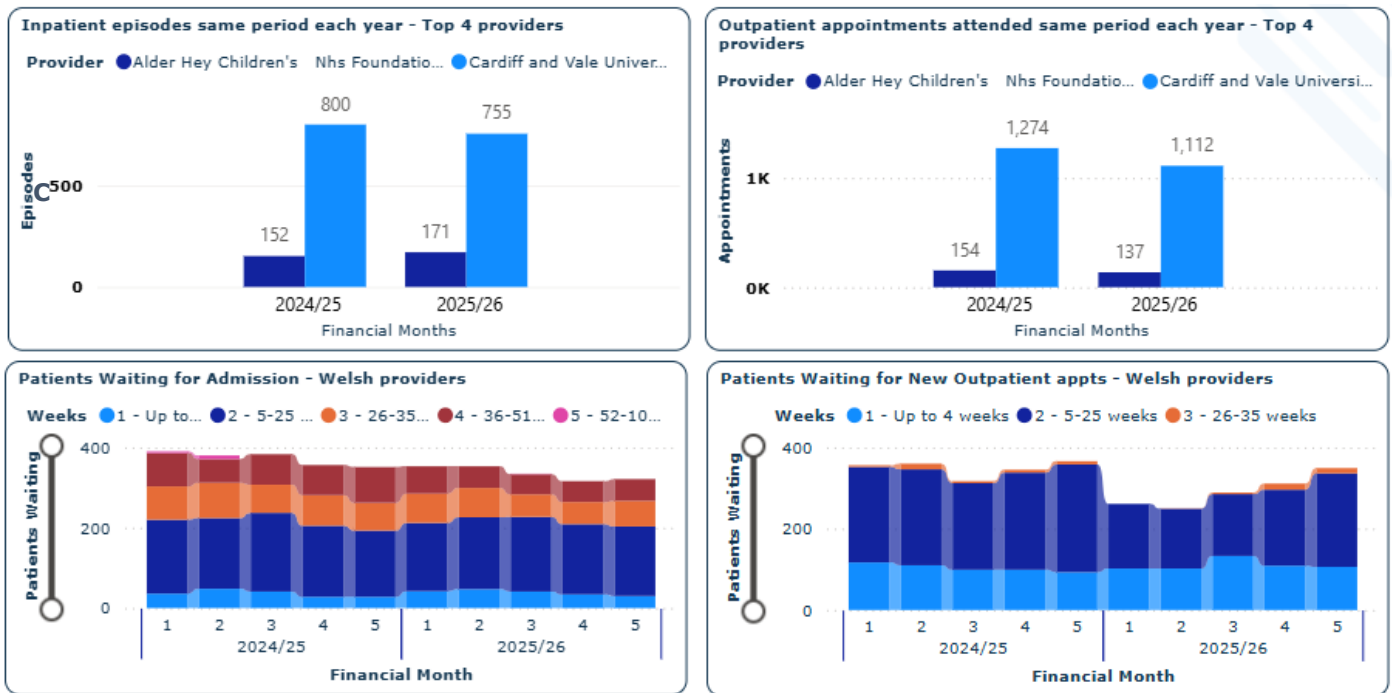 Inpatient episodes same period each year - Top 4 providers
Provider Alder Hey Children's Nhs Foundatio... Cardiff and Vale Univer...
Episodes
C
500
0
152
800
171
755
2024/25 2025/26
Financial Months
Outpatient appointments attended same period each year - Top 4
providers
Provider Alder Hey Children's Nhs Foundatio... Cardiff and Vale Universi...
Appointments
1K
0K
154
1,274
137
1,112
2024/25 2025/26
Financial Months
Patients Waiting for Admission - Welsh providers
Weeks 1 - Up to... 2 - 5-25 ... 3 - 26-35... 4 - 36-51... 5 - 52-10...
Patients Waiting
400
200
0
1 2 3 4 5 1 2 3 4 5
2024/25 2025/26
Financial Month
Patients Waiting for New Outpatient appts - Welsh providers
Weeks 1 - Up to 4 weeks 2 - 5-25 weeks 3 - 26-35 weeks
Patients Waiting
400
200
0
1 2 3 4 5 1 2 3 4 5
2024/25 2025/26
Financial Month